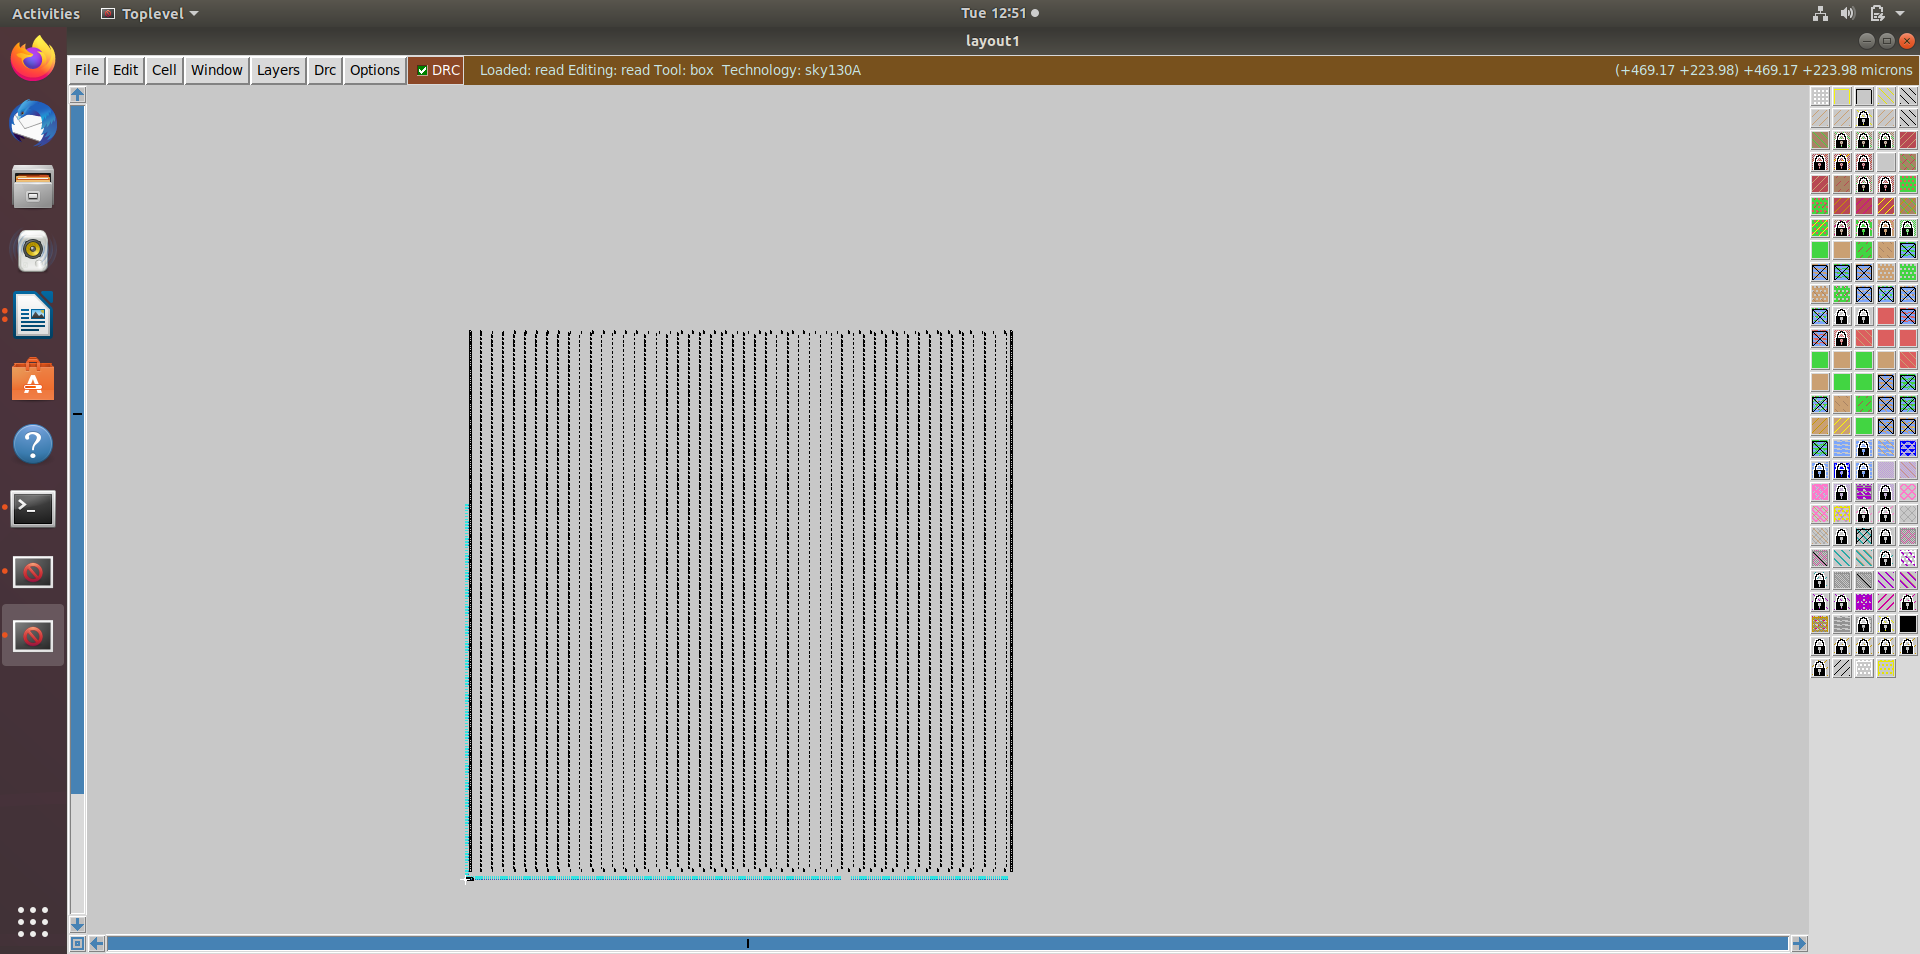 Activities Toplevel Tue 12:51
layout1
File Edit Cell Window Layers Drc Options DRC Loaded: read Editing: read Tool: box Technology: sky130A (+469.17 +223.98) +469.17 +223.98 microns